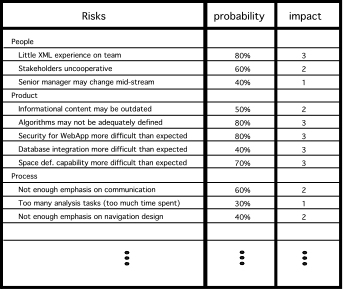 Risks probability impact
People
Little XML experience on team 80% 3
Stakeholders uncooperative 60% 2
Senior manager may change mid-stream 40% 1
Product
Informational content may be outdated 50% 2
Algorithms may not be adequately defined 80% 3
Security for WebApp more difficult than expected 80% 3
Database integration more difficult than expected 40% 3
Space def. capability more difficult than expected 70% 3
Process
Not enough emphasis on communication 60% 2
Too many analysis tasks (too much time spent) 30% 1
Not enough emphasis on navigation design 40% 2